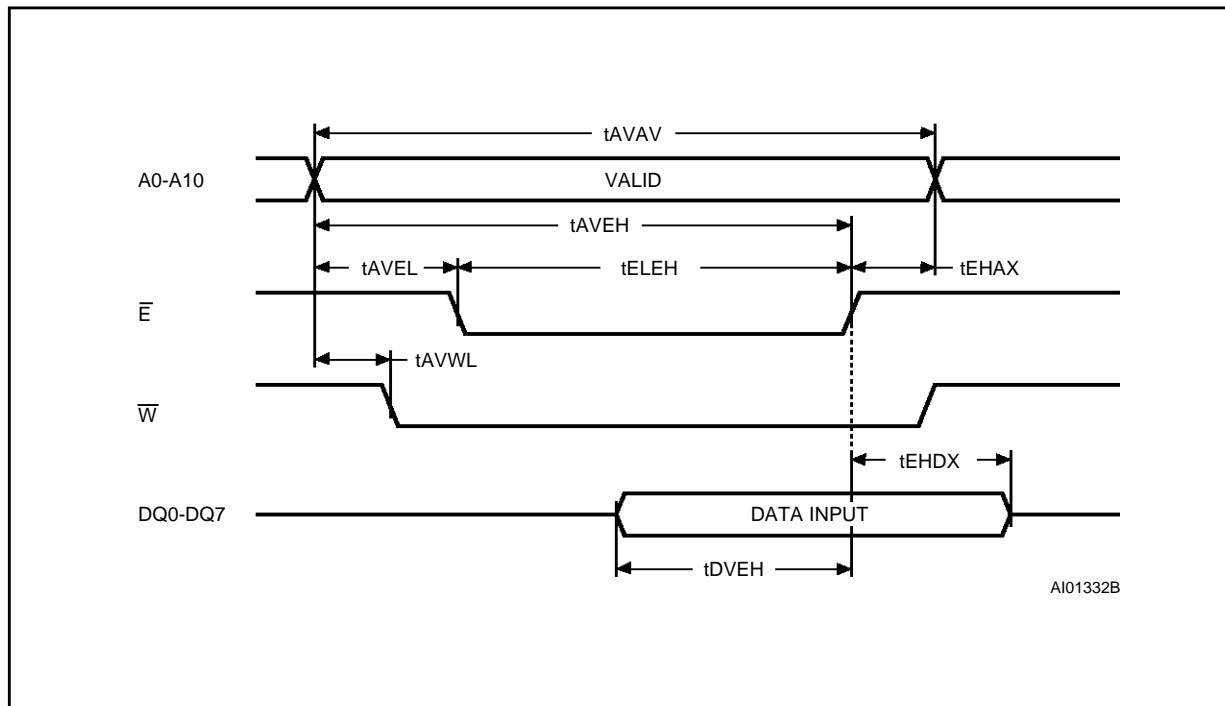 tAVAV
A0-A10
VALID
tAVEH
tAVEL
tELEH
tEHAX
E̅
tAVWL
W̅
tEHDX
DQ0-DQ7
DATA INPUT
tDVEH
AI01332B